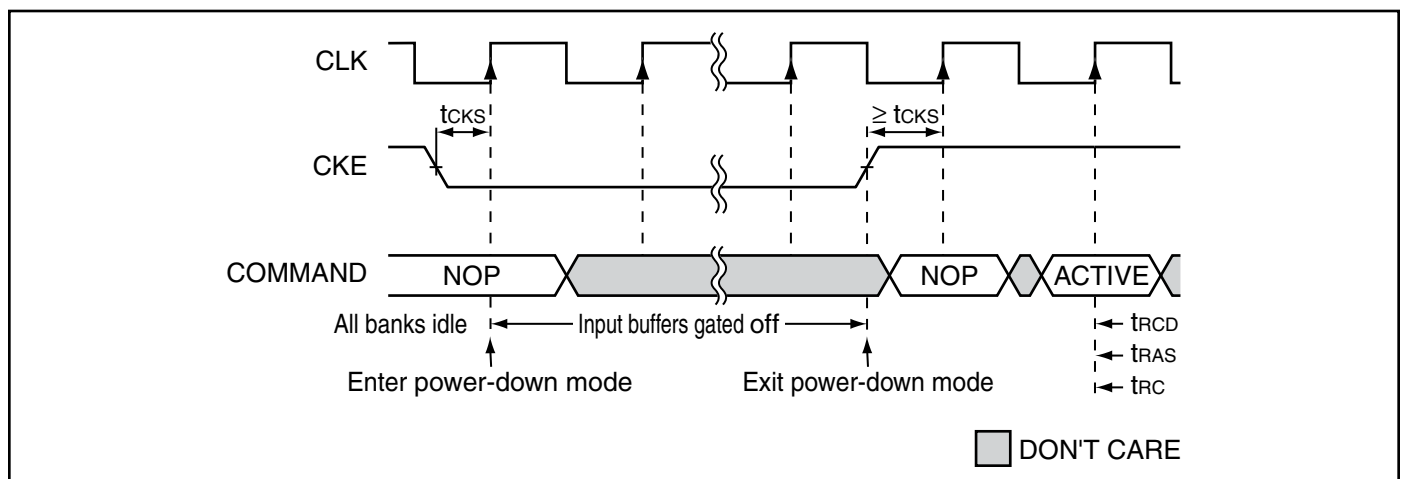 CLK
tCKS
≥ tCKS
CKE
COMMAND
NOP
NOP
ACTIVE
All banks idle
Input buffers gated off
tRCD
tRAS
Enter power-down mode
Exit power-down mode
tRC
DON'T CARE